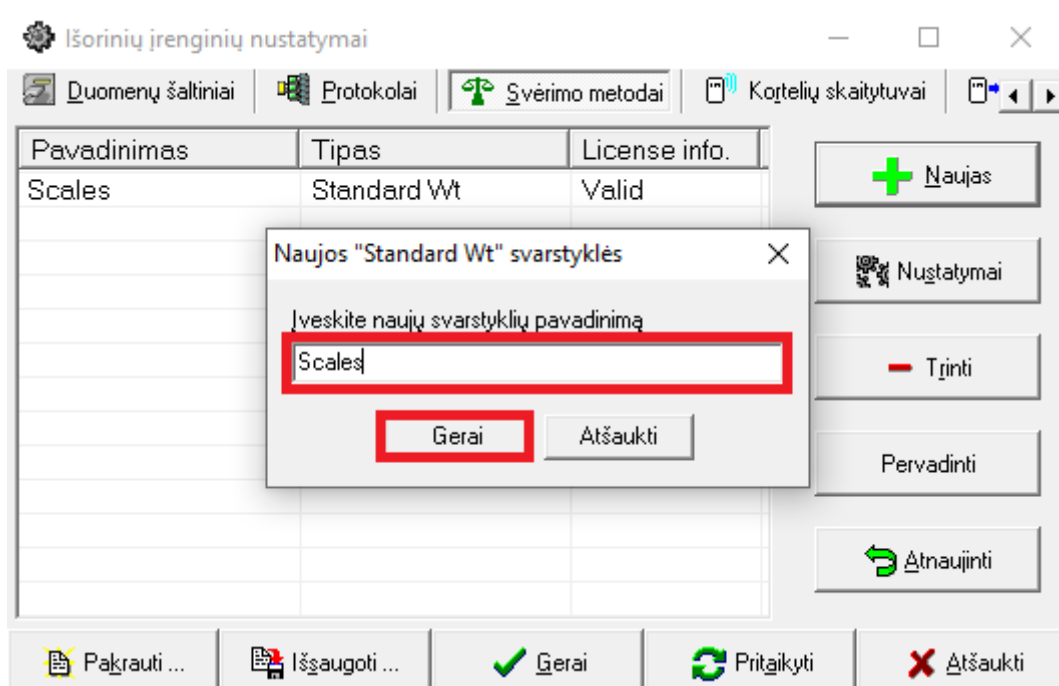 Išorinių įrenginių nustatymai
Duomenų šaltiniai Protokolai Svėrimo metodai Kortelių skaitytuvai
Pavadinimas Tipas License info.
Scales Standard Wt Valid
Naujas
Nustatymai
Trinti
Pervadinti
Atnaujinti
Naujos "Standard Wt" svarstyklės
Įveskite naujų svarstyklių pavadinimą
Scales
Gerai Atšaukti
Pakrauti ... Išsaugoti ... Gerai Pritaikyti Atšaukti